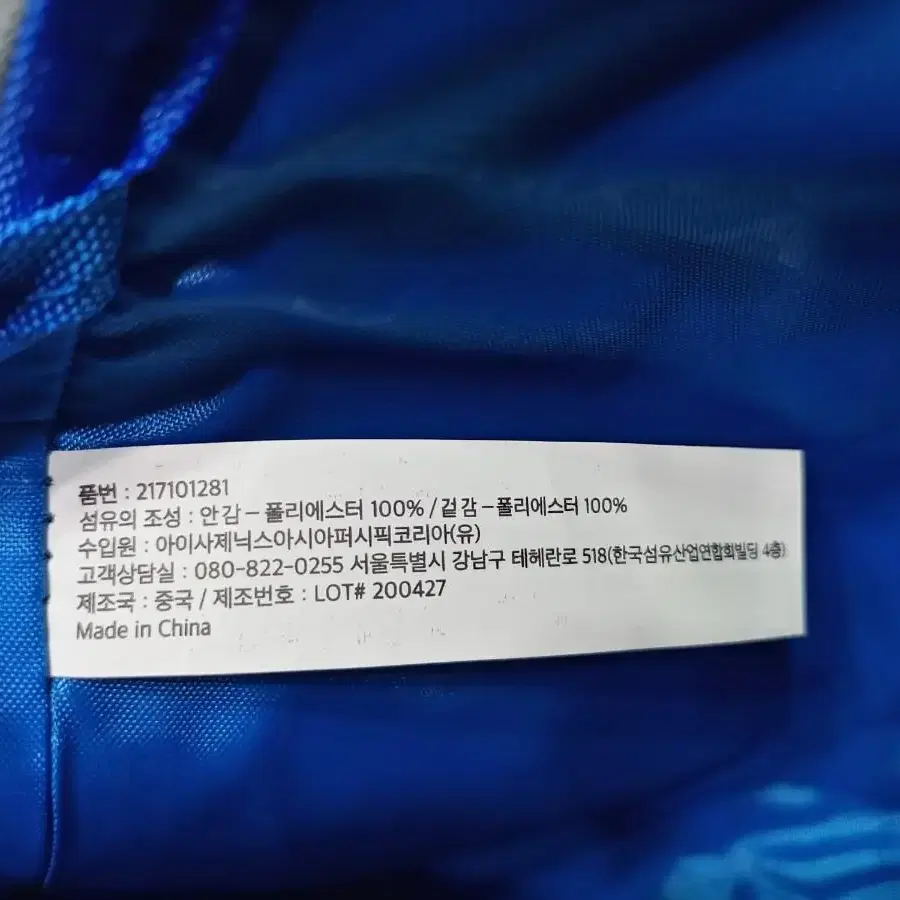 품번 : 217101281
섬유의 조성 : 안감-폴리에스터 100% / 겉감-폴리에스터 100%
수입원 : 아이사제닉스아시아퍼시픽코리아(유)
고객상담실 : 080-822-0255 서울특별시 강남구 테헤란로 518(한국섬유산업연합회빌딩 4층)
제조국 : 중국 / 제조번호 : LOT# 200427
Made in China